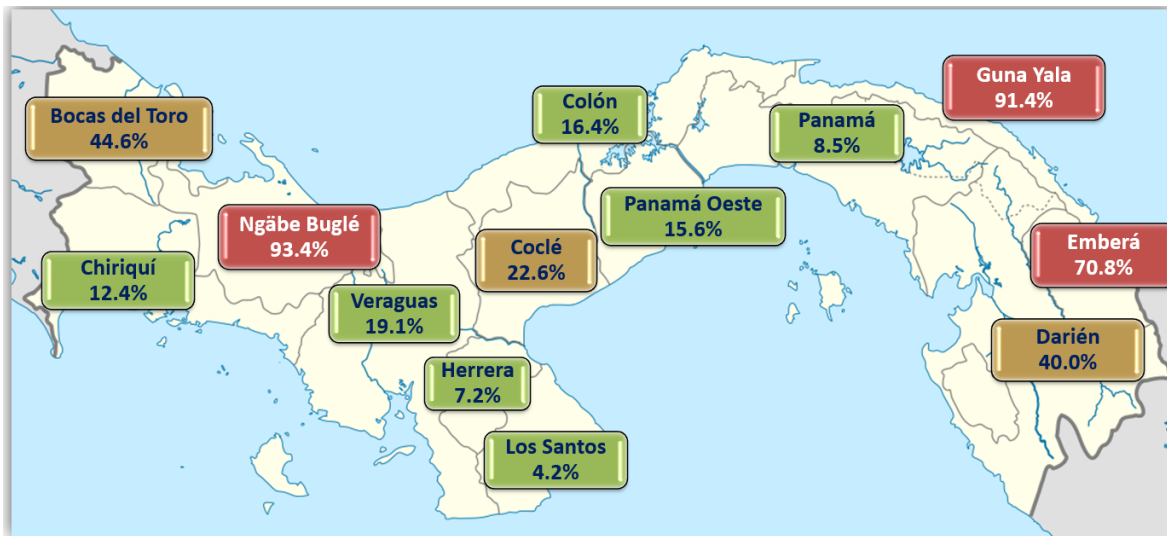 Bocas del Toro
44.6%
Chiriquí
12.4%
Ngäbe Buglé
93.4%
Veraguas
19.1%
Herrera
7.2%
Los Santos
4.2%
Coclé
22.6%
Colón
16.4%
Panamá Oeste
15.6%
Panamá
8.5%
Guna Yala
91.4%
Emberá
70.8%
Darién
40.0%